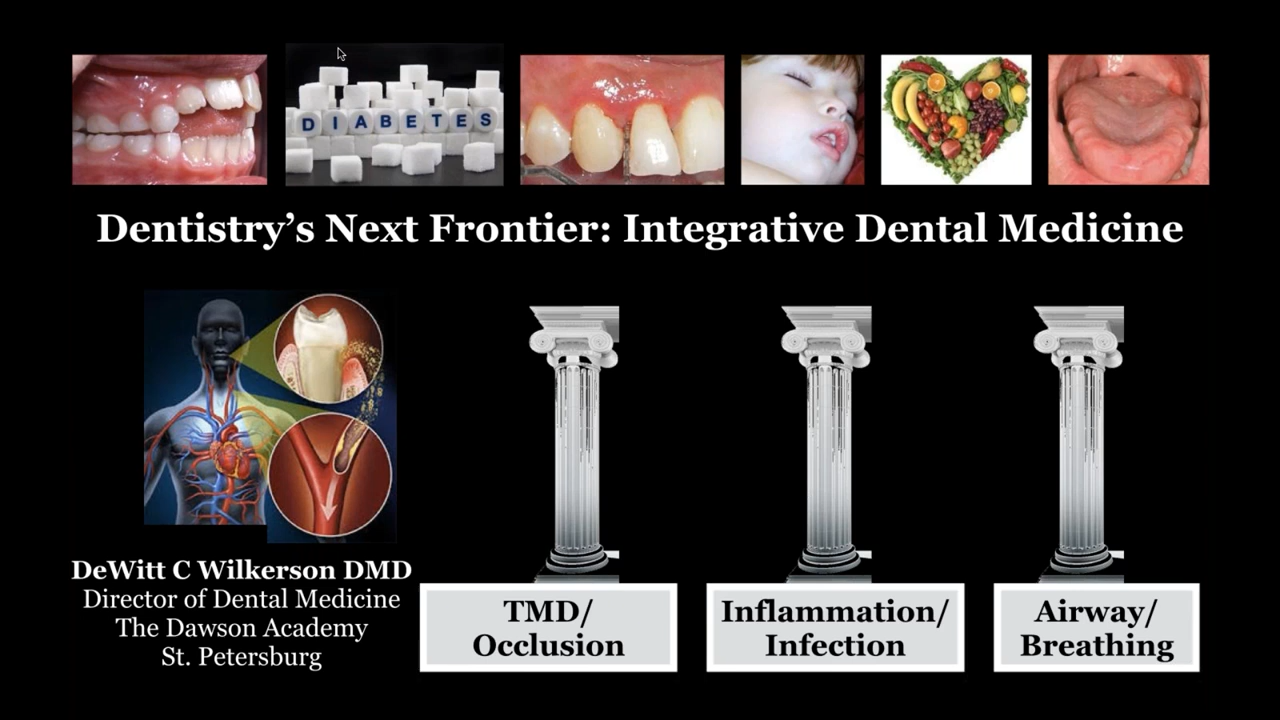 DIABETES
Dentistry’s Next Frontier: Integrative Dental Medicine
DeWitt C Wilkerson DMD
Director of Dental Medicine
The Dawson Academy
St. Petersburg
TMD/
Occlusion
Inflammation/
Infection
Airway/
Breathing